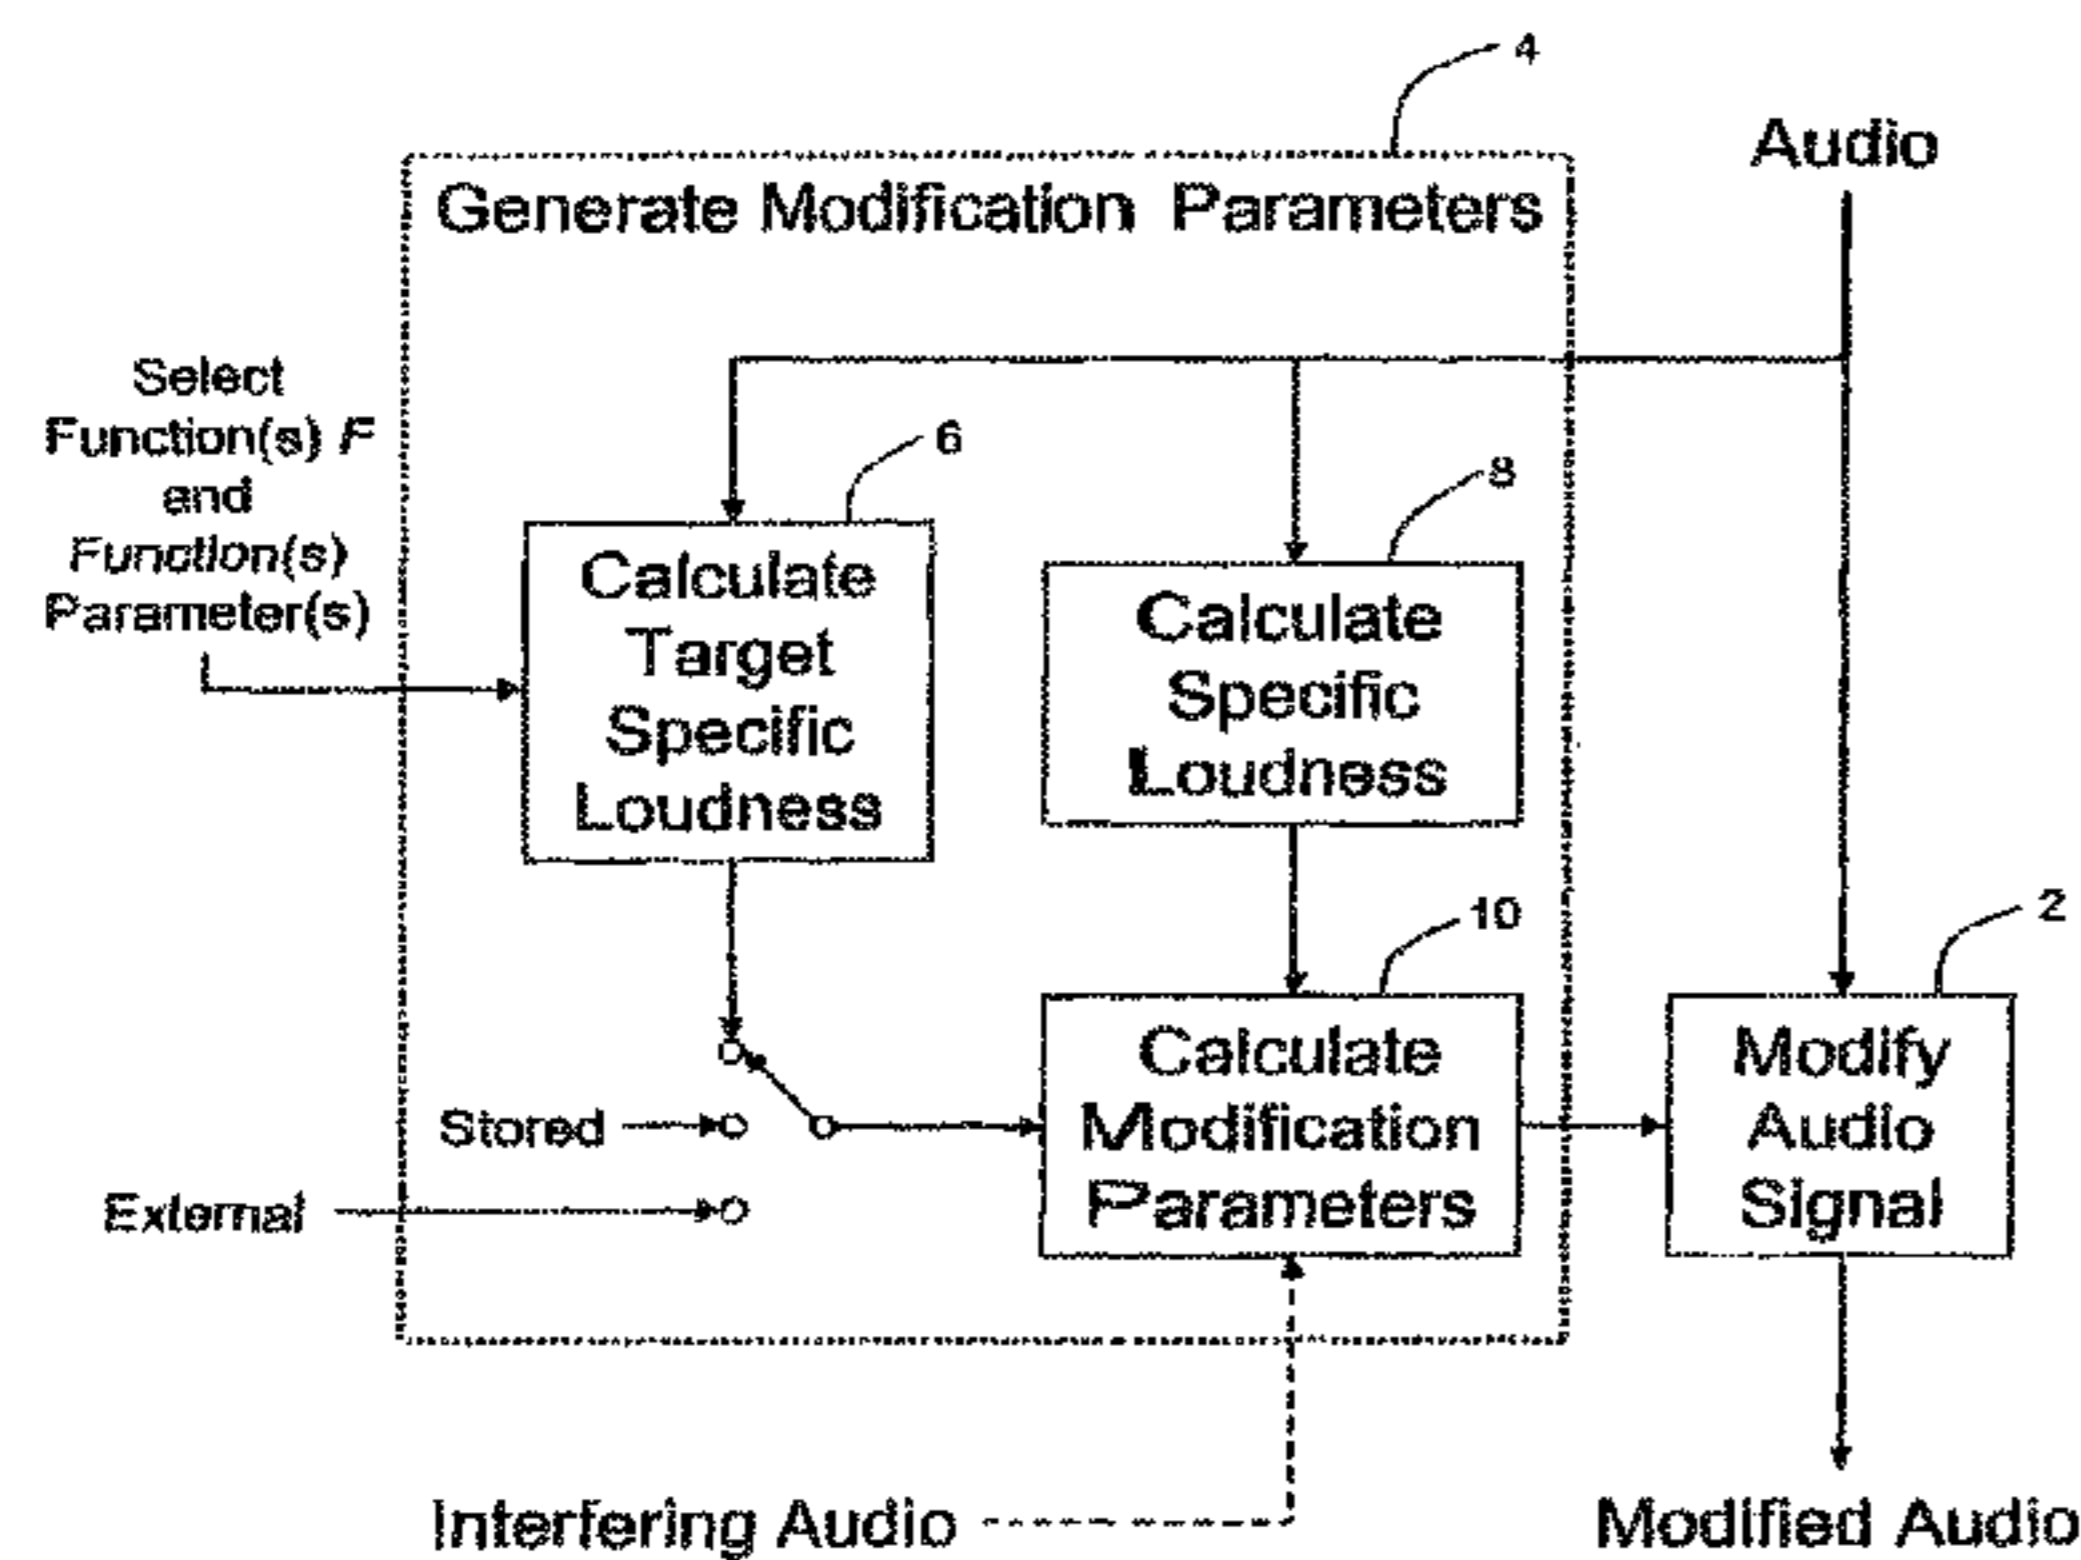 4
Audio
Generate Modification Parameters
Select
Function(s) F
and
Function(s)
Parameter(s)
6
8
Calculate
Target
Specific
Loudness
Calculate
Specific
Loudness
10
2
Calculate
Modification
Parameters
Modify
Audio
Signal
Stored
External
Interfering Audio
Modified Audio